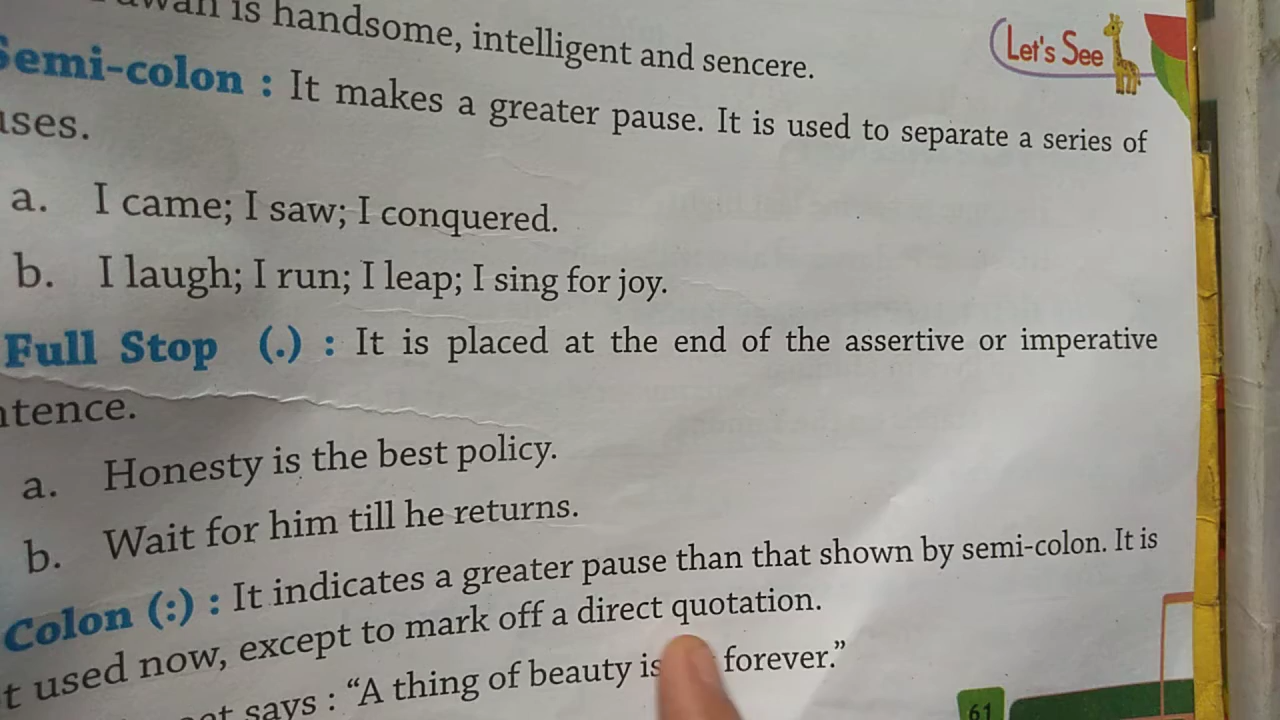 is handsome, intelligent and sencere.
Let's See
Semi-colon : It makes a greater pause. It is used to separate a series of
uses.
a. I came; I saw; I conquered.
b. I laugh; I run; I leap; I sing for joy.
Full Stop (.) : It is placed at the end of the assertive or imperative
ntence.
a. Honesty is the best policy.
b. Wait for him till he returns.
Colon (:) : It indicates a greater pause than that shown by semi-colon. It is
t used now, except to mark off a direct quotation.
says : “A thing of beauty is forever.”
61